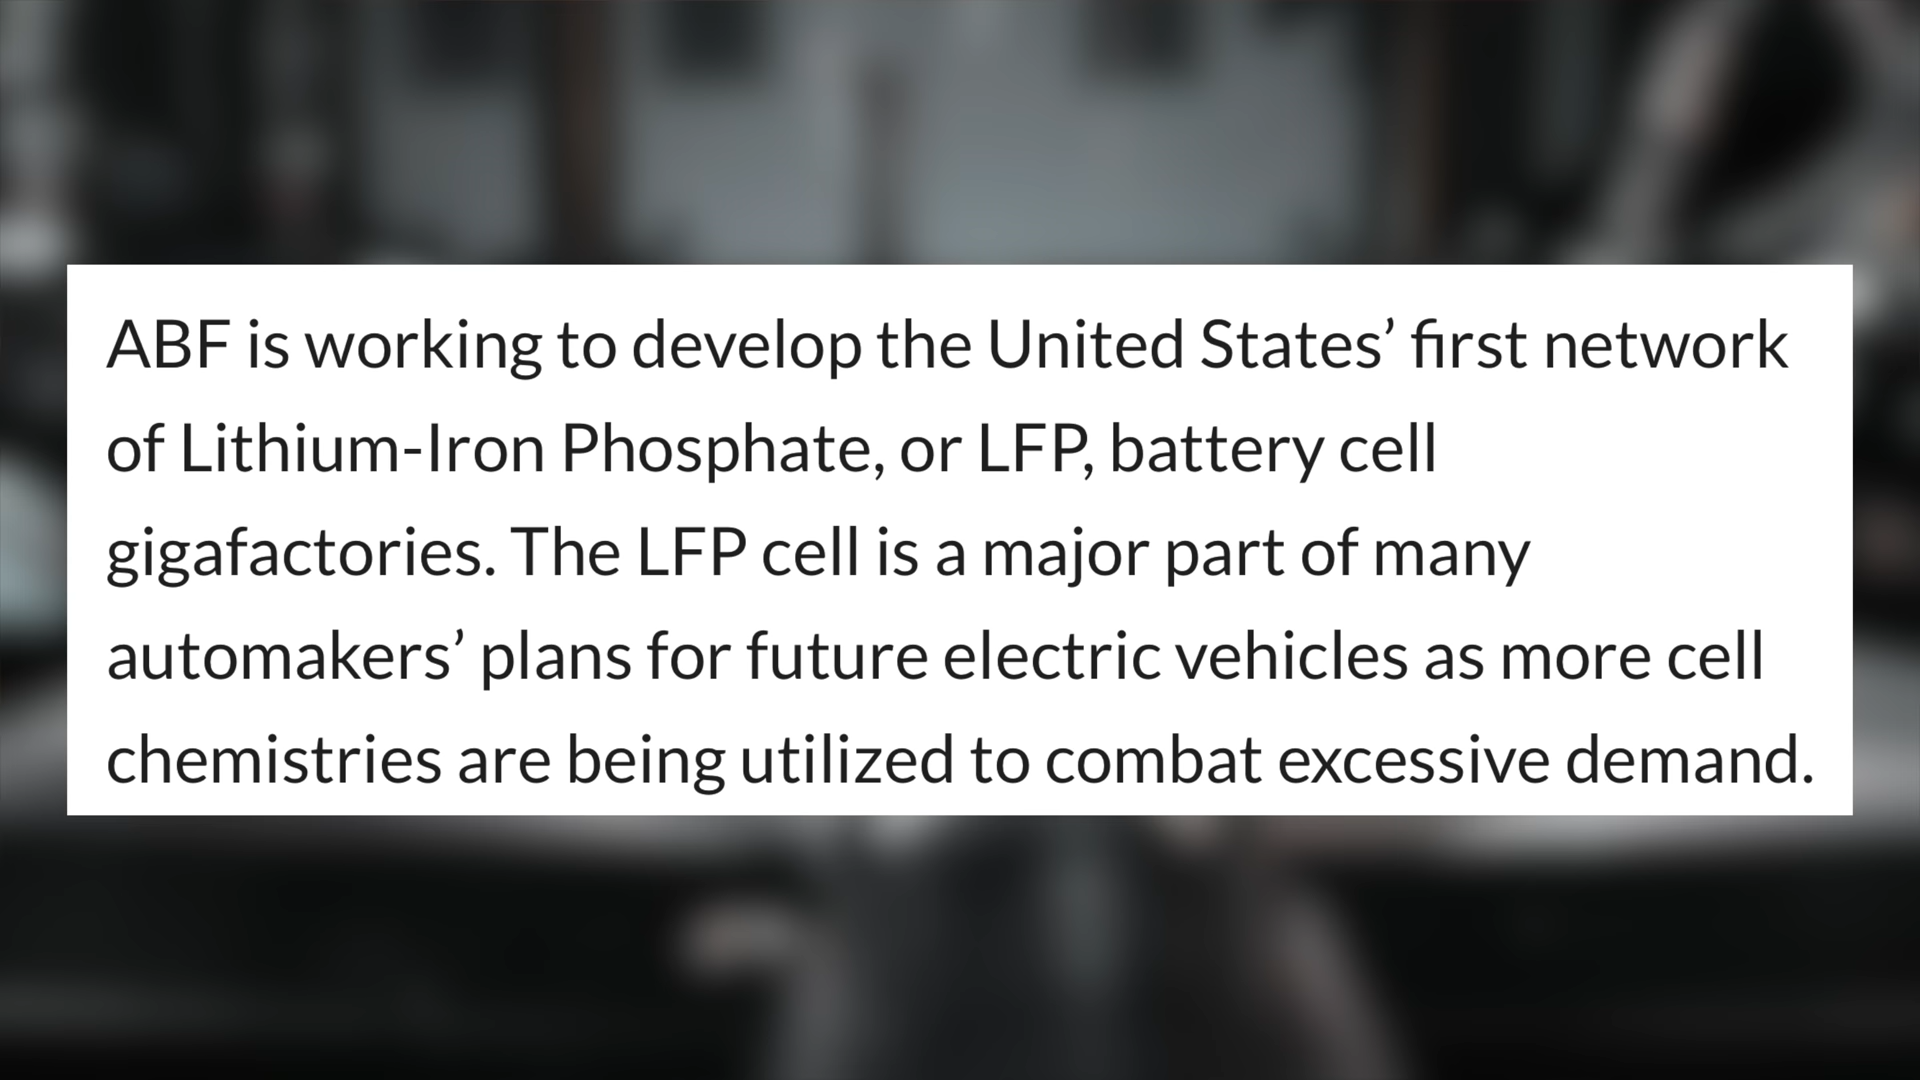 ABF is working to develop the United States’ first network
of Lithium-Iron Phosphate, or LFP, battery cell
gigafactories. The LFP cell is a major part of many
automakers’ plans for future electric vehicles as more cell
chemistries are being utilized to combat excessive demand.